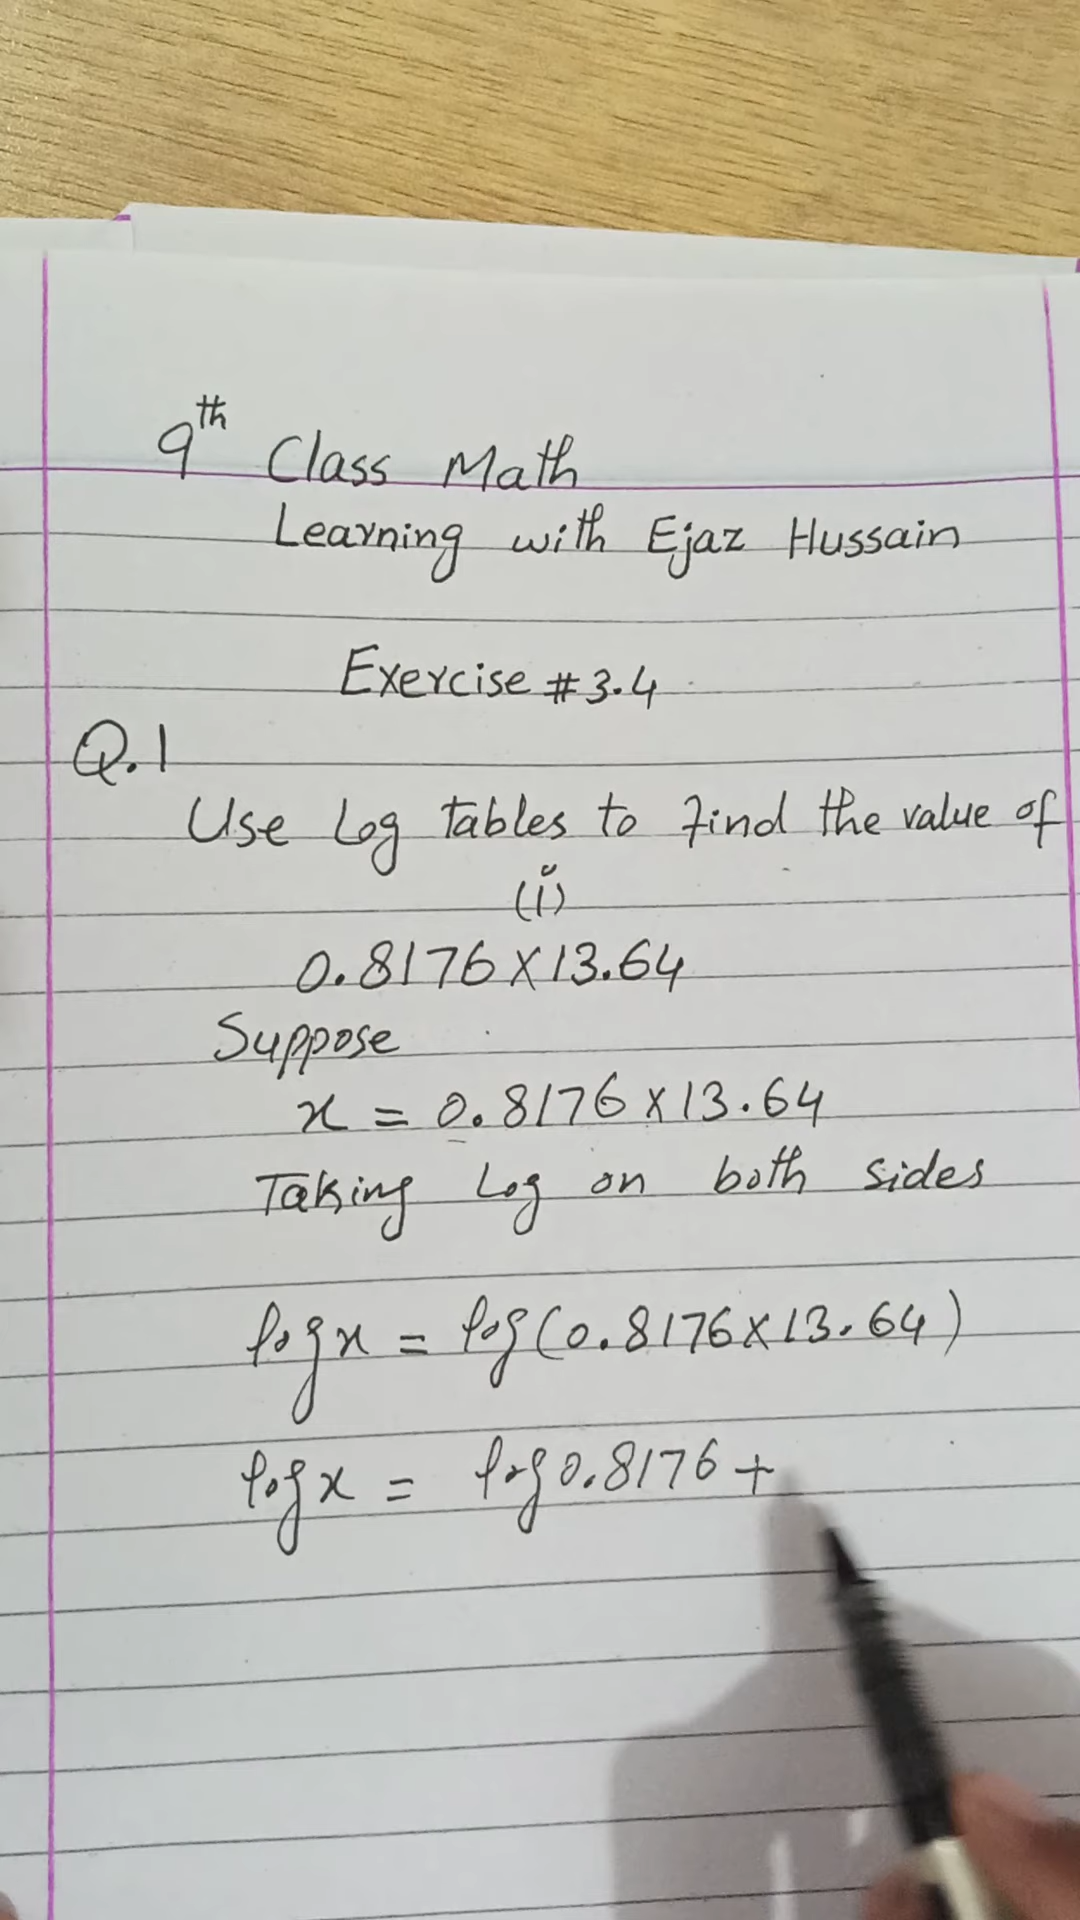 9th Class Math
Learning with Ejaz Hussain
Exercise #3.4
Q.1
Use Log tables to find the value of
(i)
0.8176×13.64
Suppose
x = 0.8176×13.64
Taking Log on both sides
log x = log(0.8176×13.64)
log x = log 0.8176 +